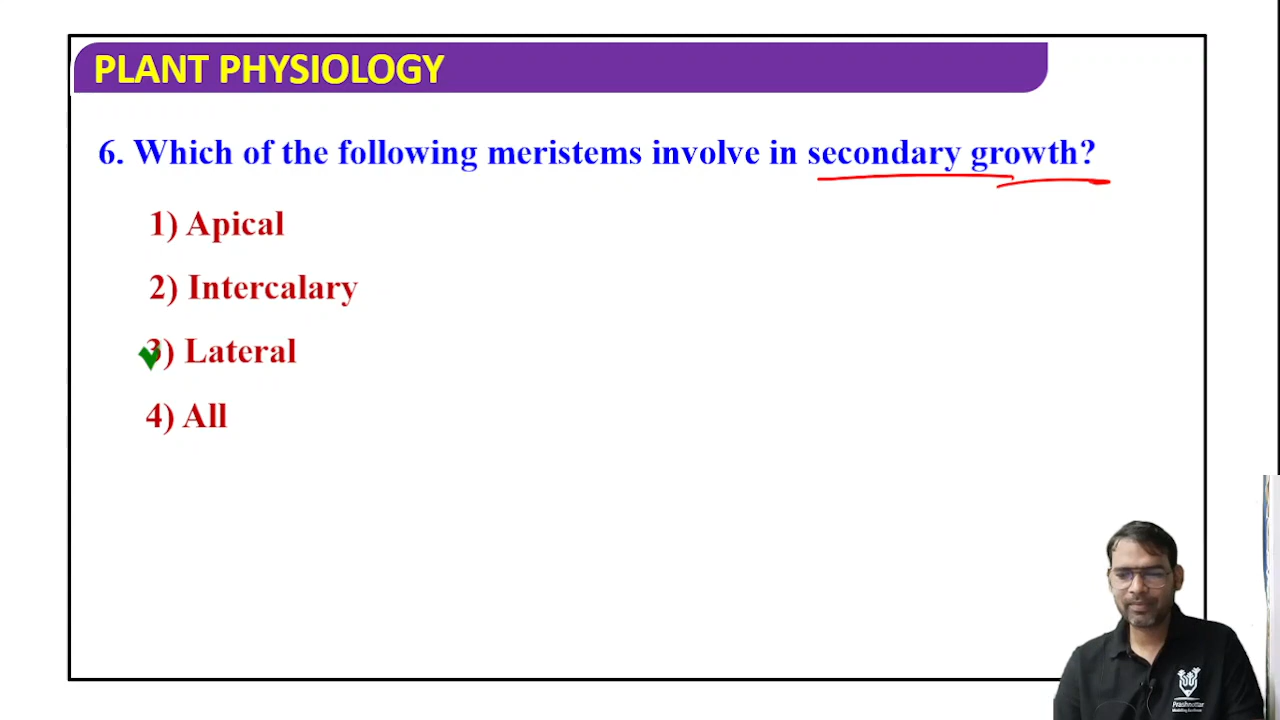 PLANT PHYSIOLOGY
6. Which of the following meristems involve in secondary growth?
1) Apical
2) Intercalary
3) Lateral
4) All
Prashnottar